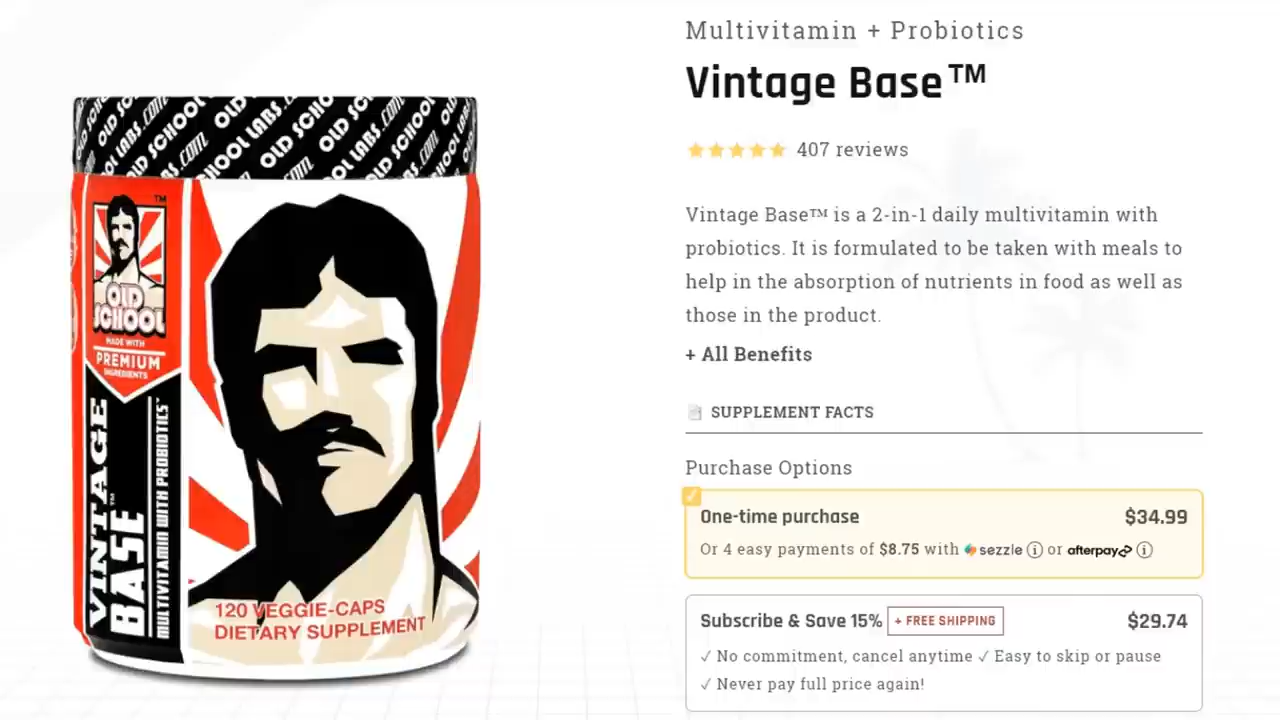 Multivitamin + Probiotics
Vintage Base™
407 reviews
Vintage Base™ is a 2-in-1 daily multivitamin with
probiotics. It is formulated to be taken with meals to
help in the absorption of nutrients in food as well as
those in the product.
+ All Benefits
SUPPLEMENT FACTS
Purchase Options
One-time purchase $34.99
Or 4 easy payments of $8.75 with sezzle i or afterpay i
Subscribe & Save 15% + FREE SHIPPING $29.74
✓ No commitment, cancel anytime ✓ Easy to skip or pause
✓ Never pay full price again!
OLD SCHOOL LABS.COM
™
OLD
SCHOOL
MADE WITH
PREMIUM
INGREDIENTS
VINTAGE
BASE™
MULTIVITAMIN WITH PROBIOTICS™
120 VEGGIE-CAPS
DIETARY SUPPLEMENT